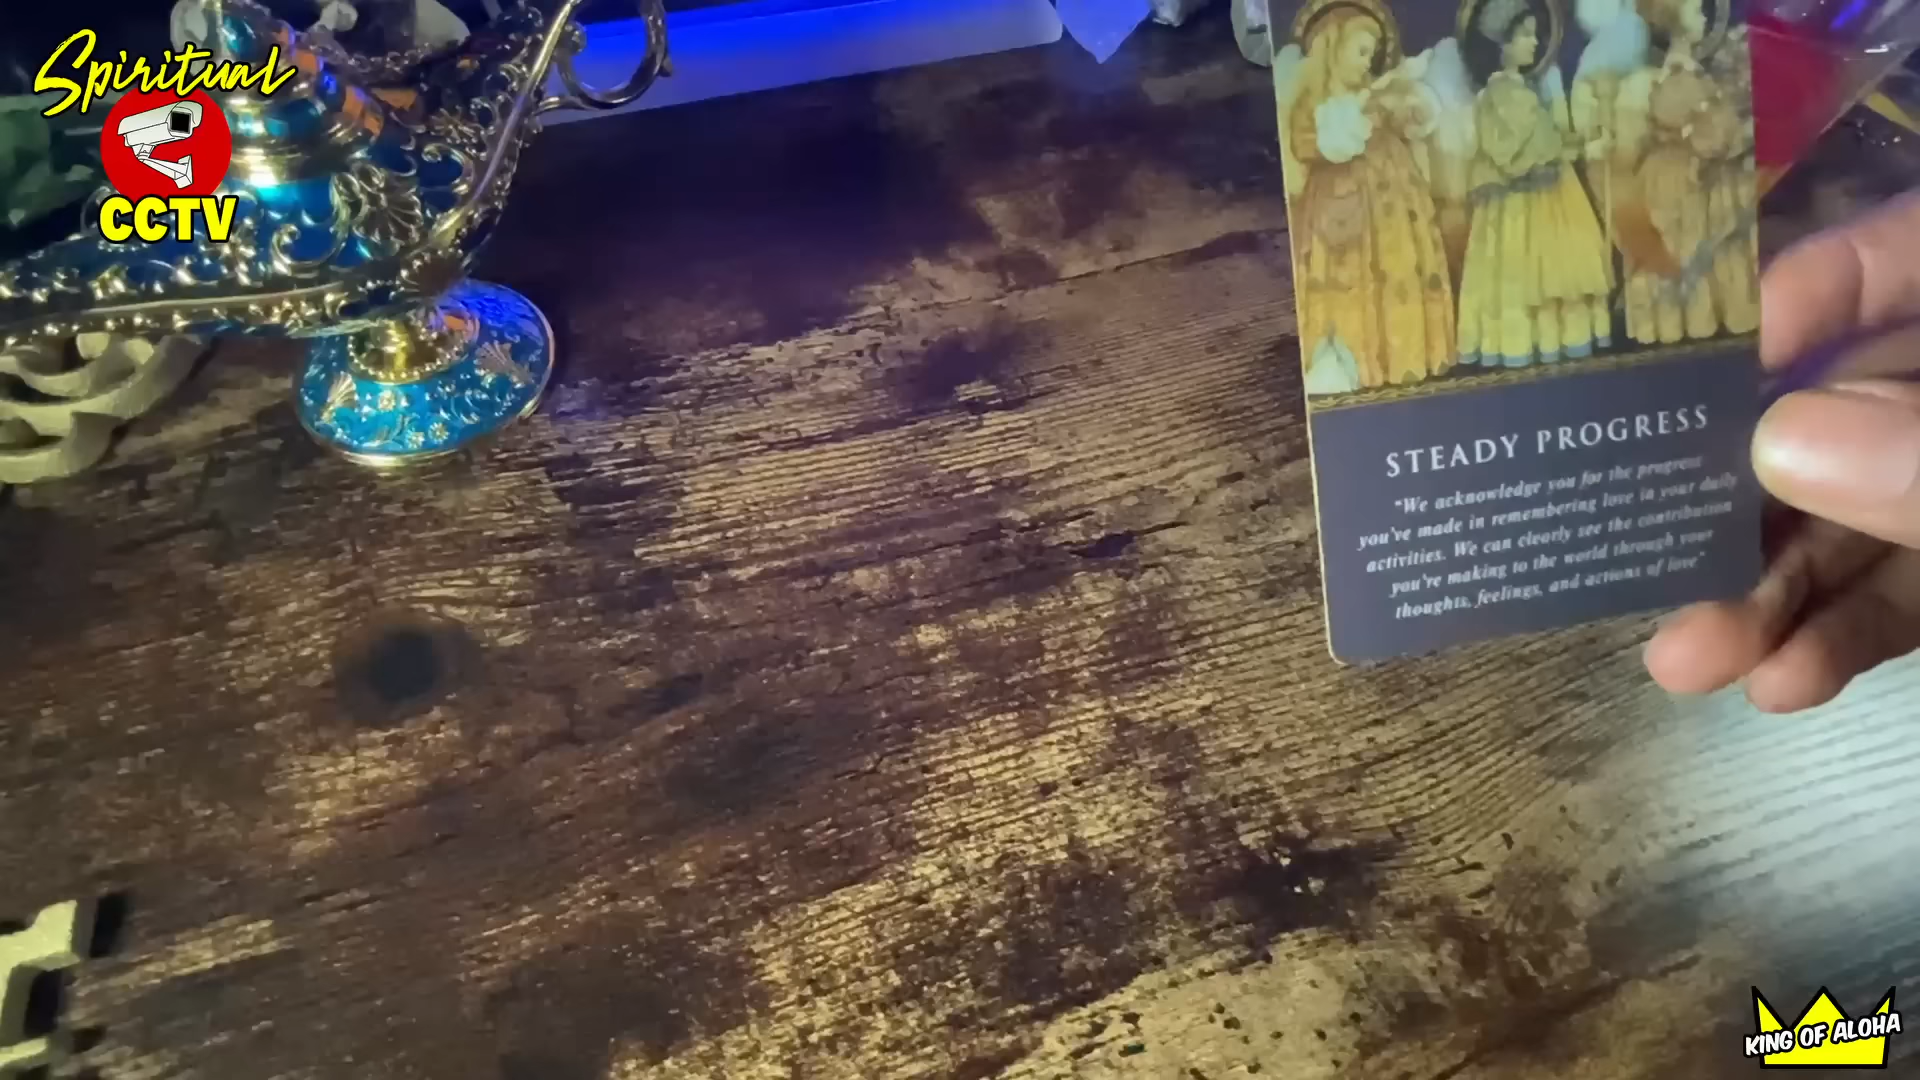 Spiritual
CCTV
STEADY PROGRESS
"We acknowledge you for the progress
you've made in remembering love in your daily
activities. We can clearly see the contribution
you're making to the world through your
thoughts, feelings, and actions of love"
KING OF ALOHA